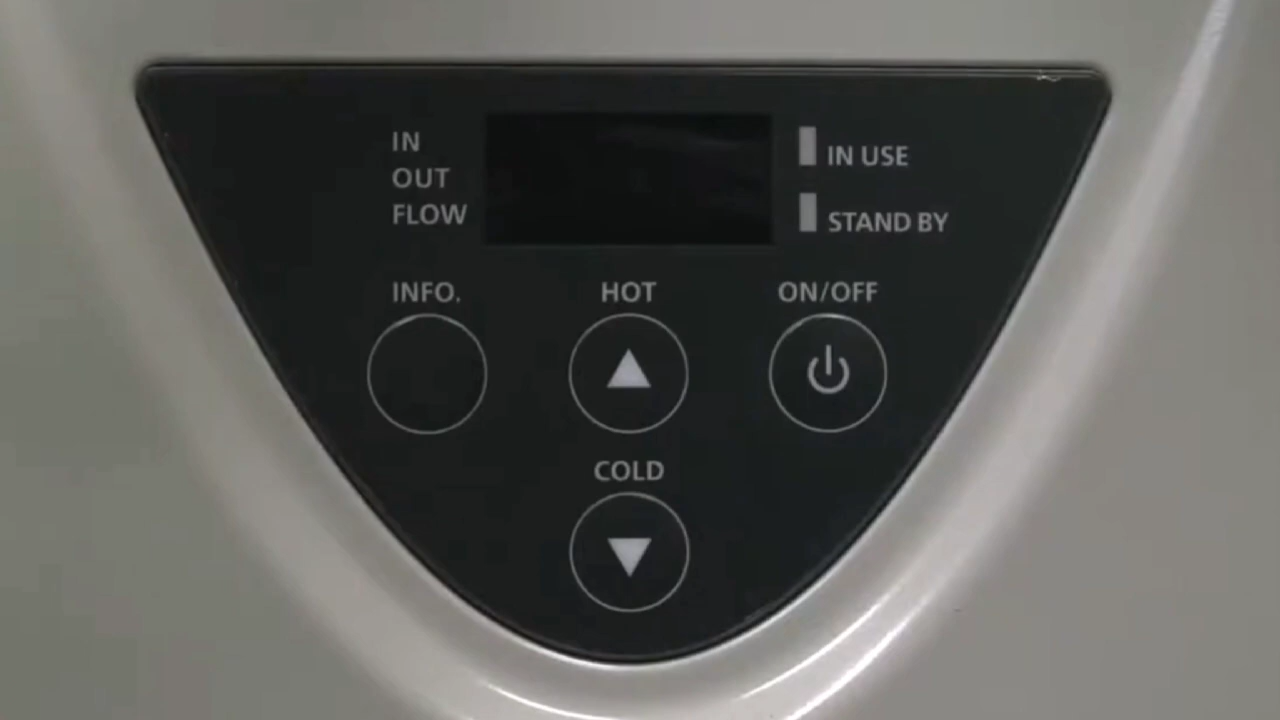 IN
OUT
FLOW
IN USE
STAND BY
INFO.
HOT
ON/OFF
COLD